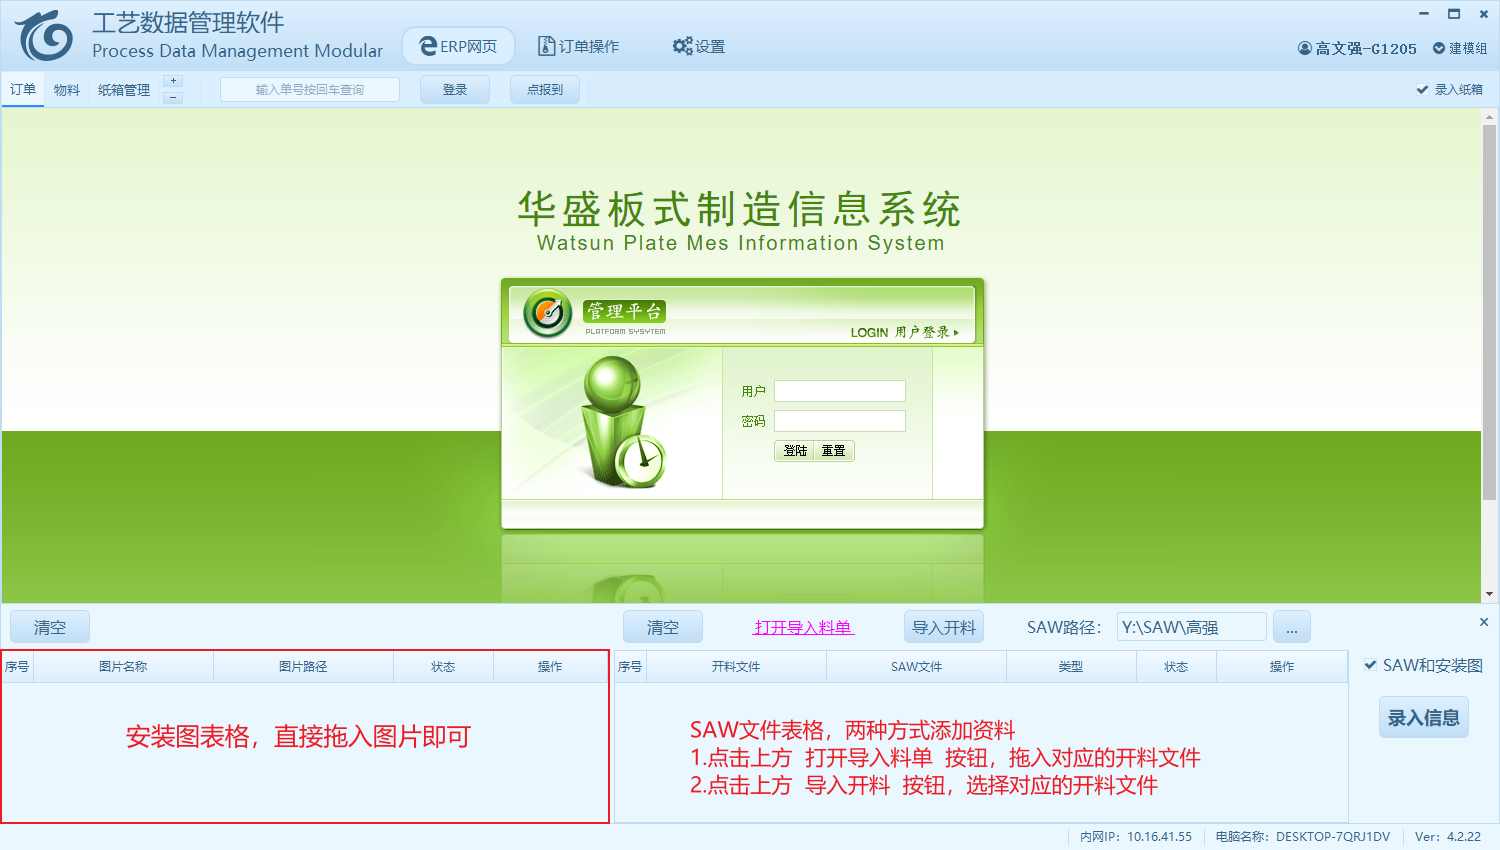 工艺数据管理软件
Process Data Management Modular
ERP网页
订单操作
设置
高文强-G1205
建模组
订单
物料
纸箱管理
+
-
输入单号按回车查询
登录
点报到
录入纸箱
华盛板式制造信息系统
Watsun Plate Mes Information System
管理平台
PLATFORM SYSYTEM
LOGIN 用户登录
用户
密码
登陆
重置
清空
清空
打开导入料单
导入开料
SAW路径：
Y:\SAW\高强
...
序号
图片名称
图片路径
状态
操作
序号
开料文件
SAW文件
类型
状态
操作
SAW和安装图
录入信息
安装图表格，直接拖入图片即可
SAW文件表格，两种方式添加资料
1.点击上方 打开导入料单 按钮，拖入对应的开料文件
2.点击上方 导入开料 按钮，选择对应的开料文件
内网IP：10.16.41.55
电脑名称：DESKTOP-7QRJ1DV
Ver：4.2.22